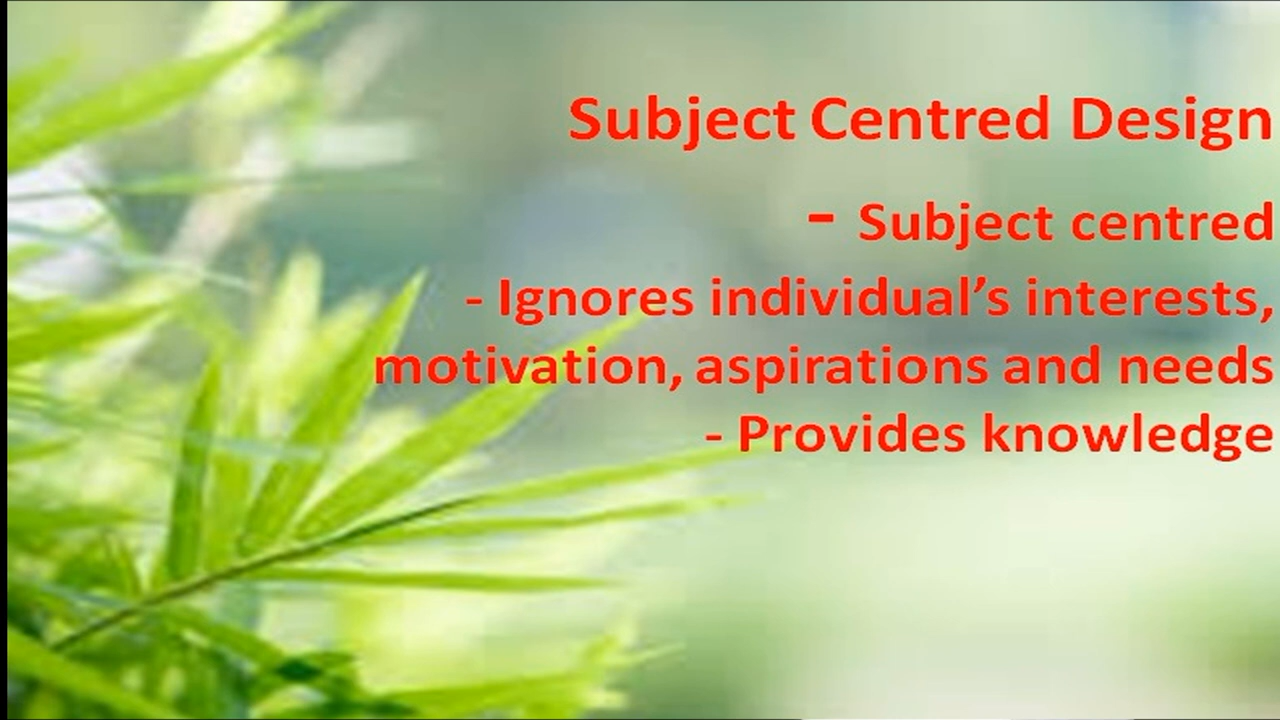 Subject Centred Design
- Subject centred
- Ignores individual’s interests,
motivation, aspirations and needs
- Provides knowledge